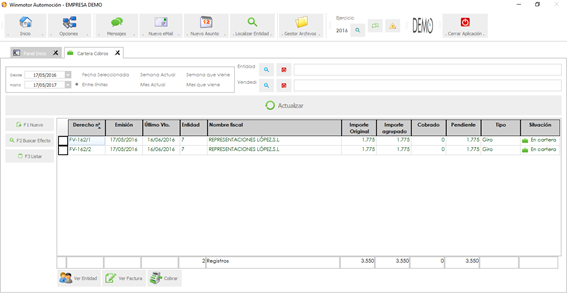 Winmotor Automoción - EMPRESA DEMO
Inicio
Opciones
Mensajes
Nuevo eMail
Nuevo Asunto
Localizar Entidad
Gestor Archivos
Ejercicio
2016
DEMO
Cerrar Aplicación
Panel Inicio
Cartera Cobros
Desde 17/05/2016 Fecha Seleccionada Semana Actual Semana que viene
Hasta 17/05/2017 Entre límites Mes Actual Mes que viene
Entidad
Vended
Actualizar
F1 Nuevo
F2 Buscar Efecto
F3 Listar
Derecho nº Emisión Último Vto. Entidad Nombre fiscal Importe Original Importe agrupado Cobrado Pendiente Tipo Situación
FV-162/1 17/05/2016 16/06/2016 7 REPRESENTACIONES LÓPEZ,S.L 1.775 1.775 0 1.775 Giro En cartera
FV-162/2 17/05/2016 16/06/2016 7 REPRESENTACIONES LÓPEZ,S.L 1.775 1.775 0 1.775 Giro En cartera
2 Registros 3.550 3.550 0 3.550
Ver Entidad
Ver Factura
Cobrar